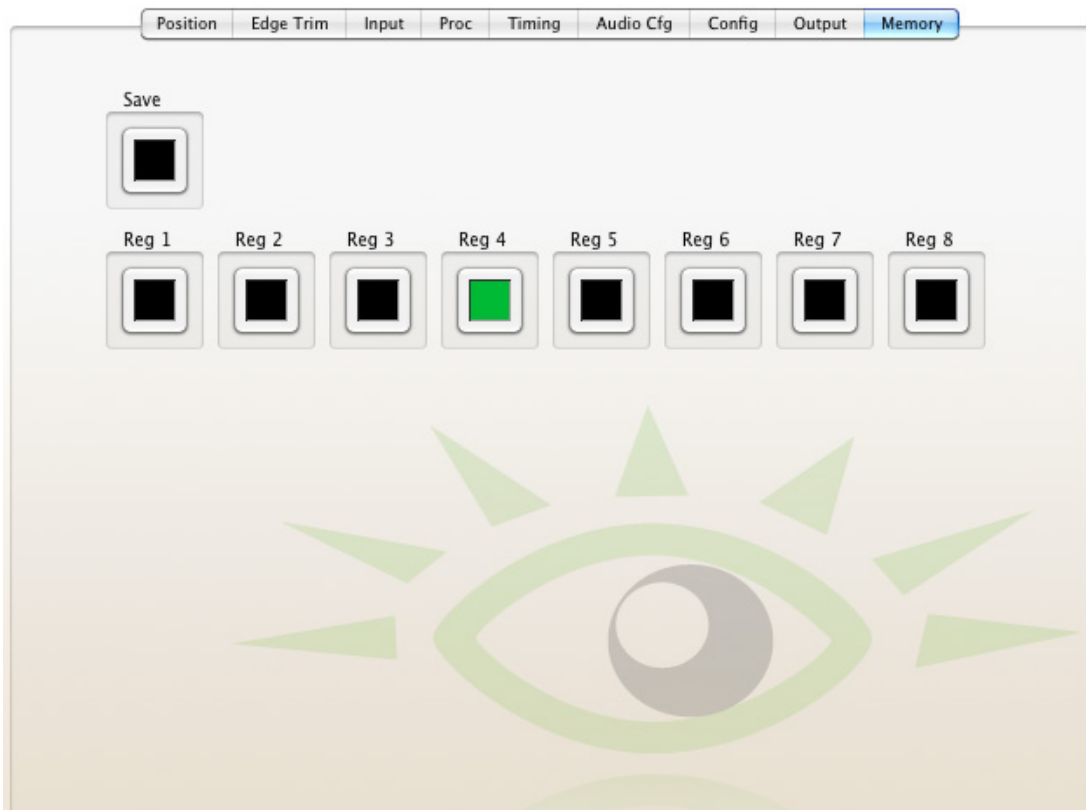 Position Edge Trim Input Proc Timing Audio Cfg Config Output Memory
Save
Reg 1 Reg 2 Reg 3 Reg 4 Reg 5 Reg 6 Reg 7 Reg 8